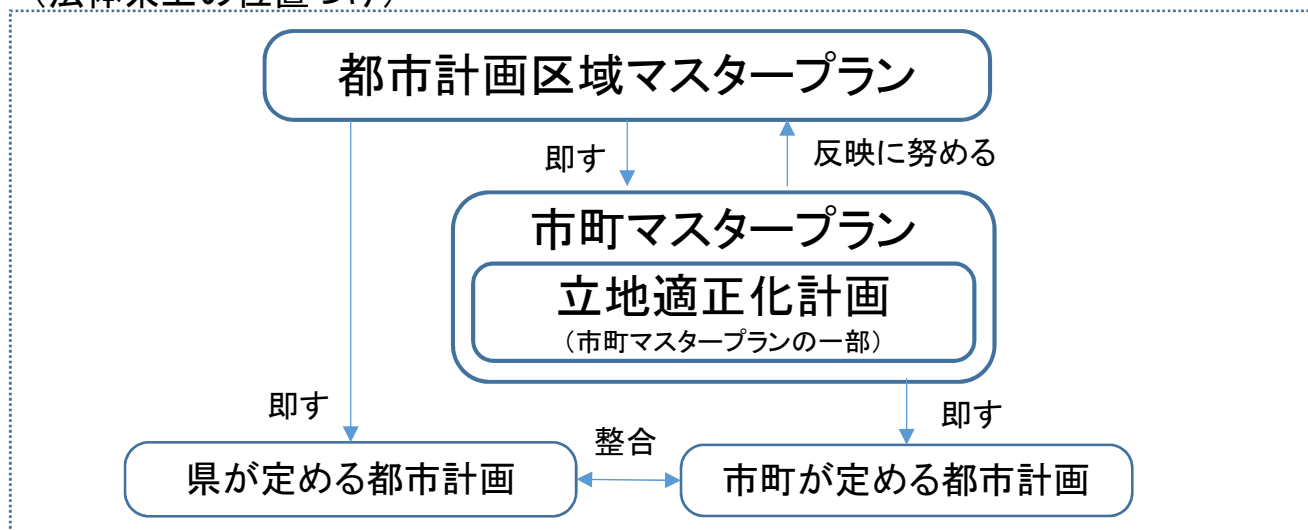 都市計画区域マスタープラン
即す
反映に努める
市町マスタープラン
立地適正化計画
（市町マスタープランの一部）
即す
即す
整合
県が定める都市計画
市町が定める都市計画